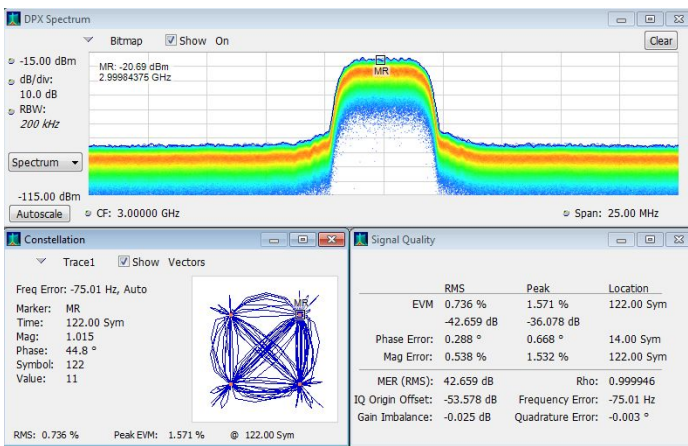 DPX Spectrum
Bitmap Show On Clear
-15.00 dBm
MR: -20.69 dBm
2.99984375 GHz
MR
dB/div:
10.0 dB
RBW:
200 kHz
Spectrum
-115.00 dBm
Autoscale CF: 3.00000 GHz Span: 25.00 MHz
Constellation
Trace1 Show Vectors
Freq Error: -75.01 Hz, Auto
MR
Marker: MR
Time: 122.00 Sym
Mag: 1.015
Phase: 44.8 °
Symbol: 122
Value: 11
RMS: 0.736 % Peak EVM: 1.571 % @ 122.00 Sym
Signal Quality
RMS Peak Location
EVM 0.736 % 1.571 % 122.00 Sym
-42.659 dB -36.078 dB
Phase Error: 0.288 ° 0.668 ° 14.00 Sym
Mag Error: 0.538 % 1.532 % 122.00 Sym
MER (RMS): 42.659 dB Rho: 0.999946
IQ Origin Offset: -53.578 dB Frequency Error: -75.01 Hz
Gain Imbalance: -0.025 dB Quadrature Error: -0.003 °